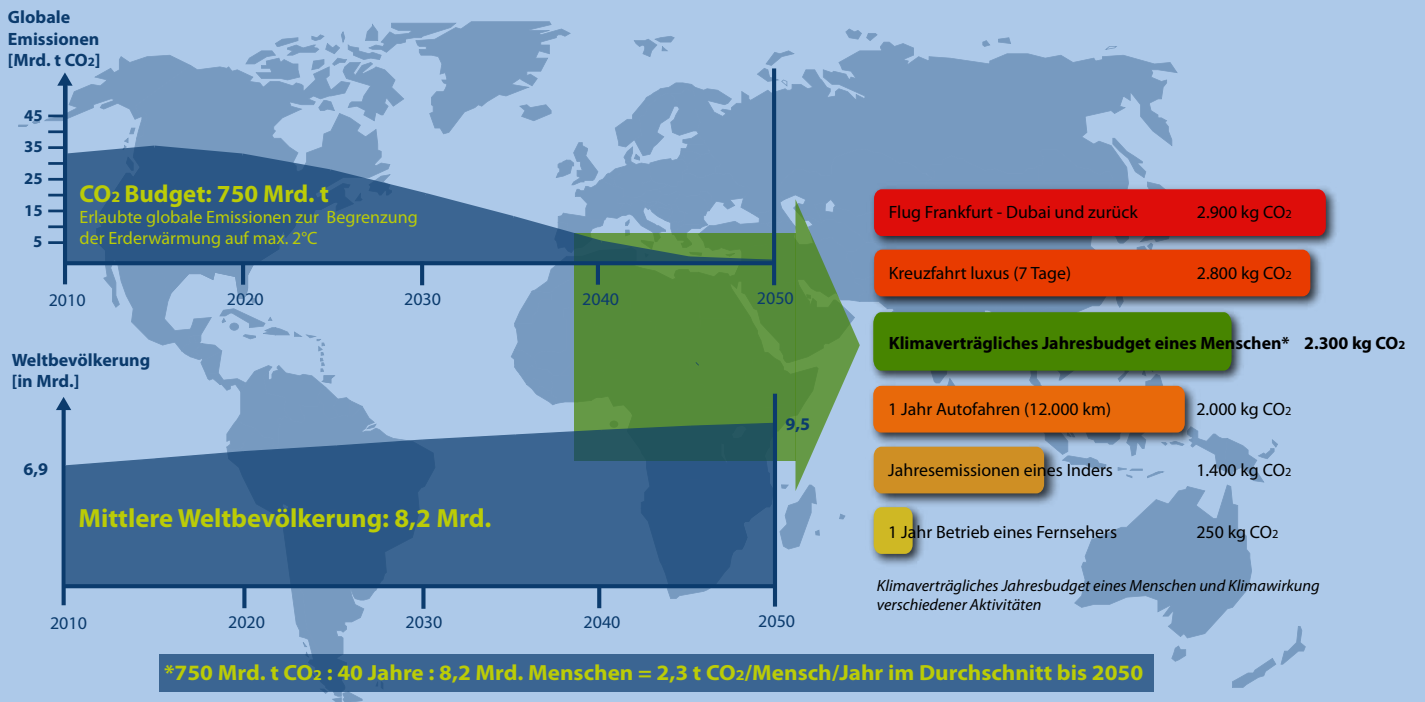 Globale
Emissionen
[Mrd. t CO₂]
45
35
25
15
5
CO₂ Budget: 750 Mrd. t
Erlaubte globale Emissionen zur Begrenzung
der Erderwärmung auf max. 2°C
2010
2020
2030
2040
2050
Weltbevölkerung
[in Mrd.]
6,9
9,5
Mittlere Weltbevölkerung: 8,2 Mrd.
2010
2020
2030
2040
2050
Flug Frankfurt - Dubai und zurück 2.900 kg CO₂
Kreuzfahrt luxus (7 Tage) 2.800 kg CO₂
Klimaverträgliches Jahresbudget eines Menschen* 2.300 kg CO₂
1 Jahr Autofahren (12.000 km) 2.000 kg CO₂
Jahresemissionen eines Inders 1.400 kg CO₂
1 Jahr Betrieb eines Fernsehers 250 kg CO₂
Klimaverträgliches Jahresbudget eines Menschen und Klimawirkung
verschiedener Aktivitäten
*750 Mrd. t CO₂ : 40 Jahre : 8,2 Mrd. Menschen = 2,3 t CO₂/Mensch/Jahr im Durchschnitt bis 2050